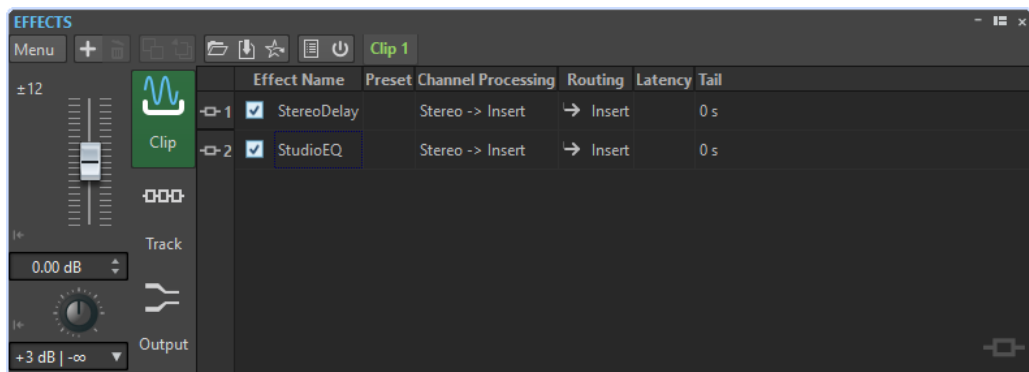 EFFECTS
Menu Clip 1
±12
Effect Name Preset Channel Processing Routing Latency Tail
1 StereoDelay Stereo -> Insert Insert 0 s
Clip
2 StudioEQ Stereo -> Insert Insert 0 s
Track
0.00 dB
Output
+3 dB | -∞